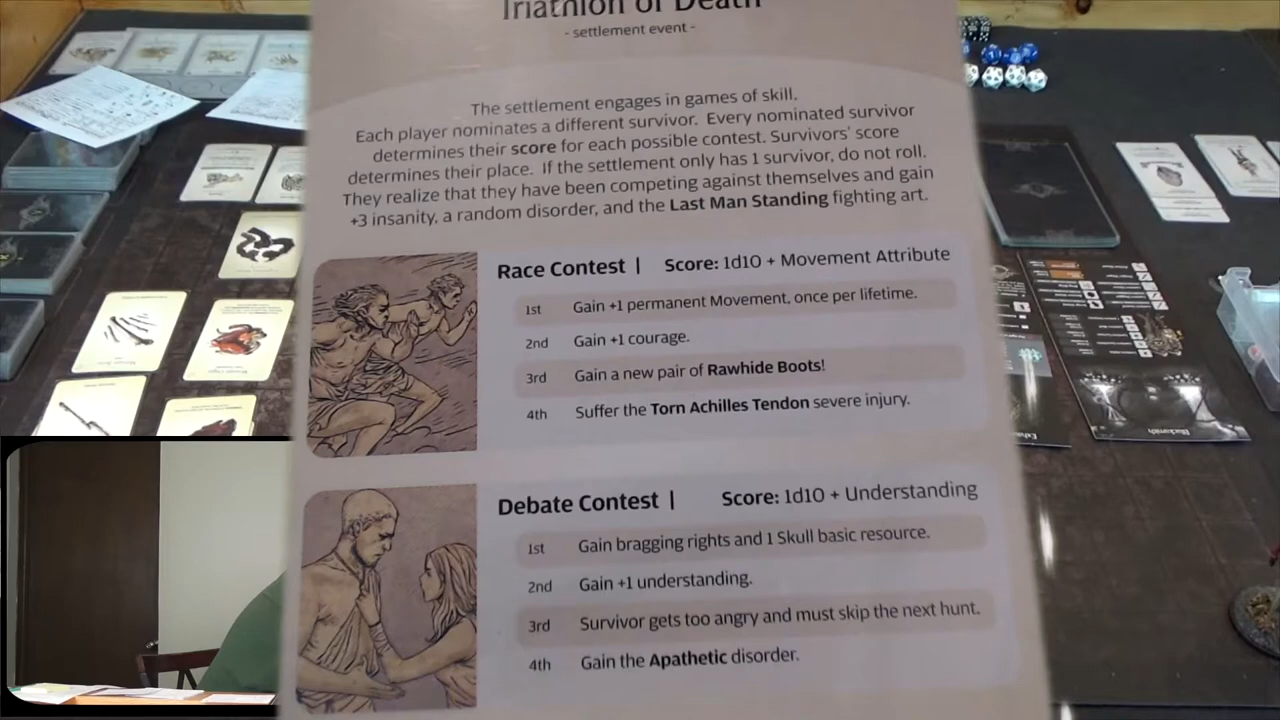 Triathlon of Death
- settlement event -
The settlement engages in games of skill.
Each player nominates a different survivor. Every nominated survivor
determines their score for each possible contest. Survivors' score
determines their place. If the settlement only has 1 survivor, do not roll.
They realize that they have been competing against themselves and gain
+3 insanity, a random disorder, and the Last Man Standing fighting art.
Race Contest | Score: 1d10 + Movement Attribute
1st Gain +1 permanent Movement, once per lifetime.
2nd Gain +1 courage.
3rd Gain a new pair of Rawhide Boots!
4th Suffer the Torn Achilles Tendon severe injury.
Debate Contest | Score: 1d10 + Understanding
1st Gain bragging rights and 1 Skull basic resource.
2nd Gain +1 understanding.
3rd Survivor gets too angry and must skip the next hunt.
4th Gain the Apathetic disorder.
Blacksmith